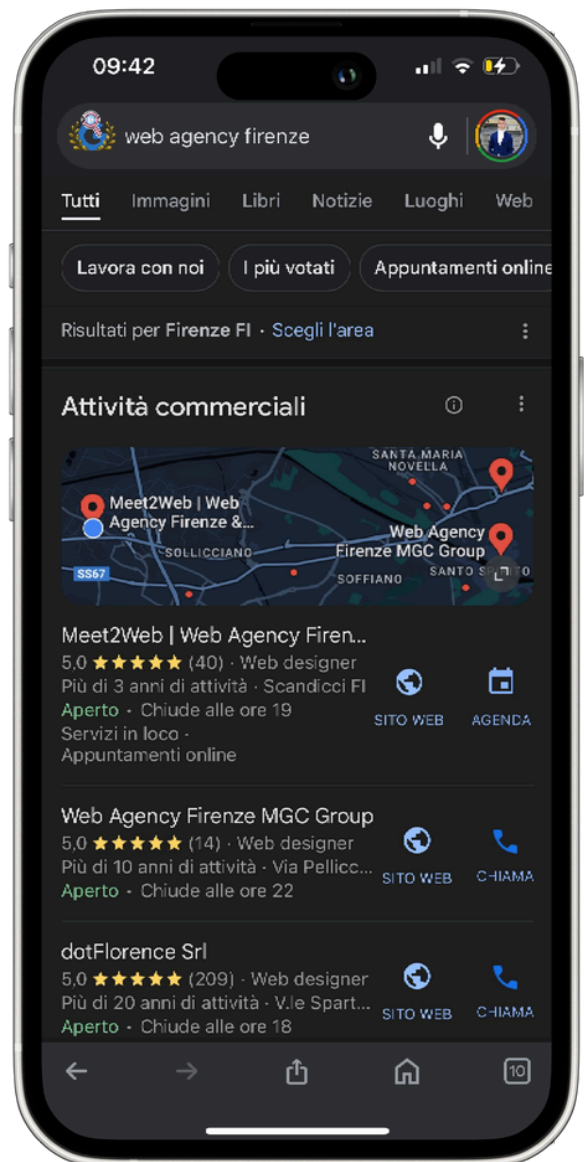 09:42
web agency firenze
Tutti Immagini Libri Notizie Luoghi Web
Lavora con noi I più votati Appuntamenti online
Risultati per Firenze FI · Scegli l'area
Attività commerciali
SANTA MARIA
NOVELLA
Meet2Web | Web
Agency Firenze &...
Web Agency
Firenze MGC Group
SOLLICCIANO
SS67
SOFFIANO
SANTO
Meet2Web | Web Agency Firen...
5,0 (40) · Web designer
Più di 3 anni di attività · Scandicci FI
Aperto · Chiude alle ore 19
Servizi in loco ·
Appuntamenti online
SITO WEB AGENDA
Web Agency Firenze MGC Group
5,0 (14) · Web designer
Più di 10 anni di attività · Via Pellicc...
Aperto · Chiude alle ore 22
SITO WEB CHIAMA
dotFlorence Srl
5,0 (209) · Web designer
Più di 20 anni di attività · V.le Spart...
Aperto · Chiude alle ore 18
SITO WEB CHIAMA
10